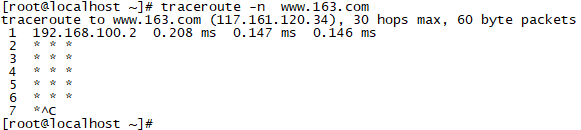 [root@localhost ~]# traceroute -n  www.163.com
traceroute to www.163.com (117.161.120.34), 30 hops max, 60 byte packets
 1  192.168.100.2  0.208 ms  0.147 ms  0.146 ms
 2  * * *
 3  * * *
 4  * * *
 5  * * *
 6  * * *
 7  *^C
[root@localhost ~]#